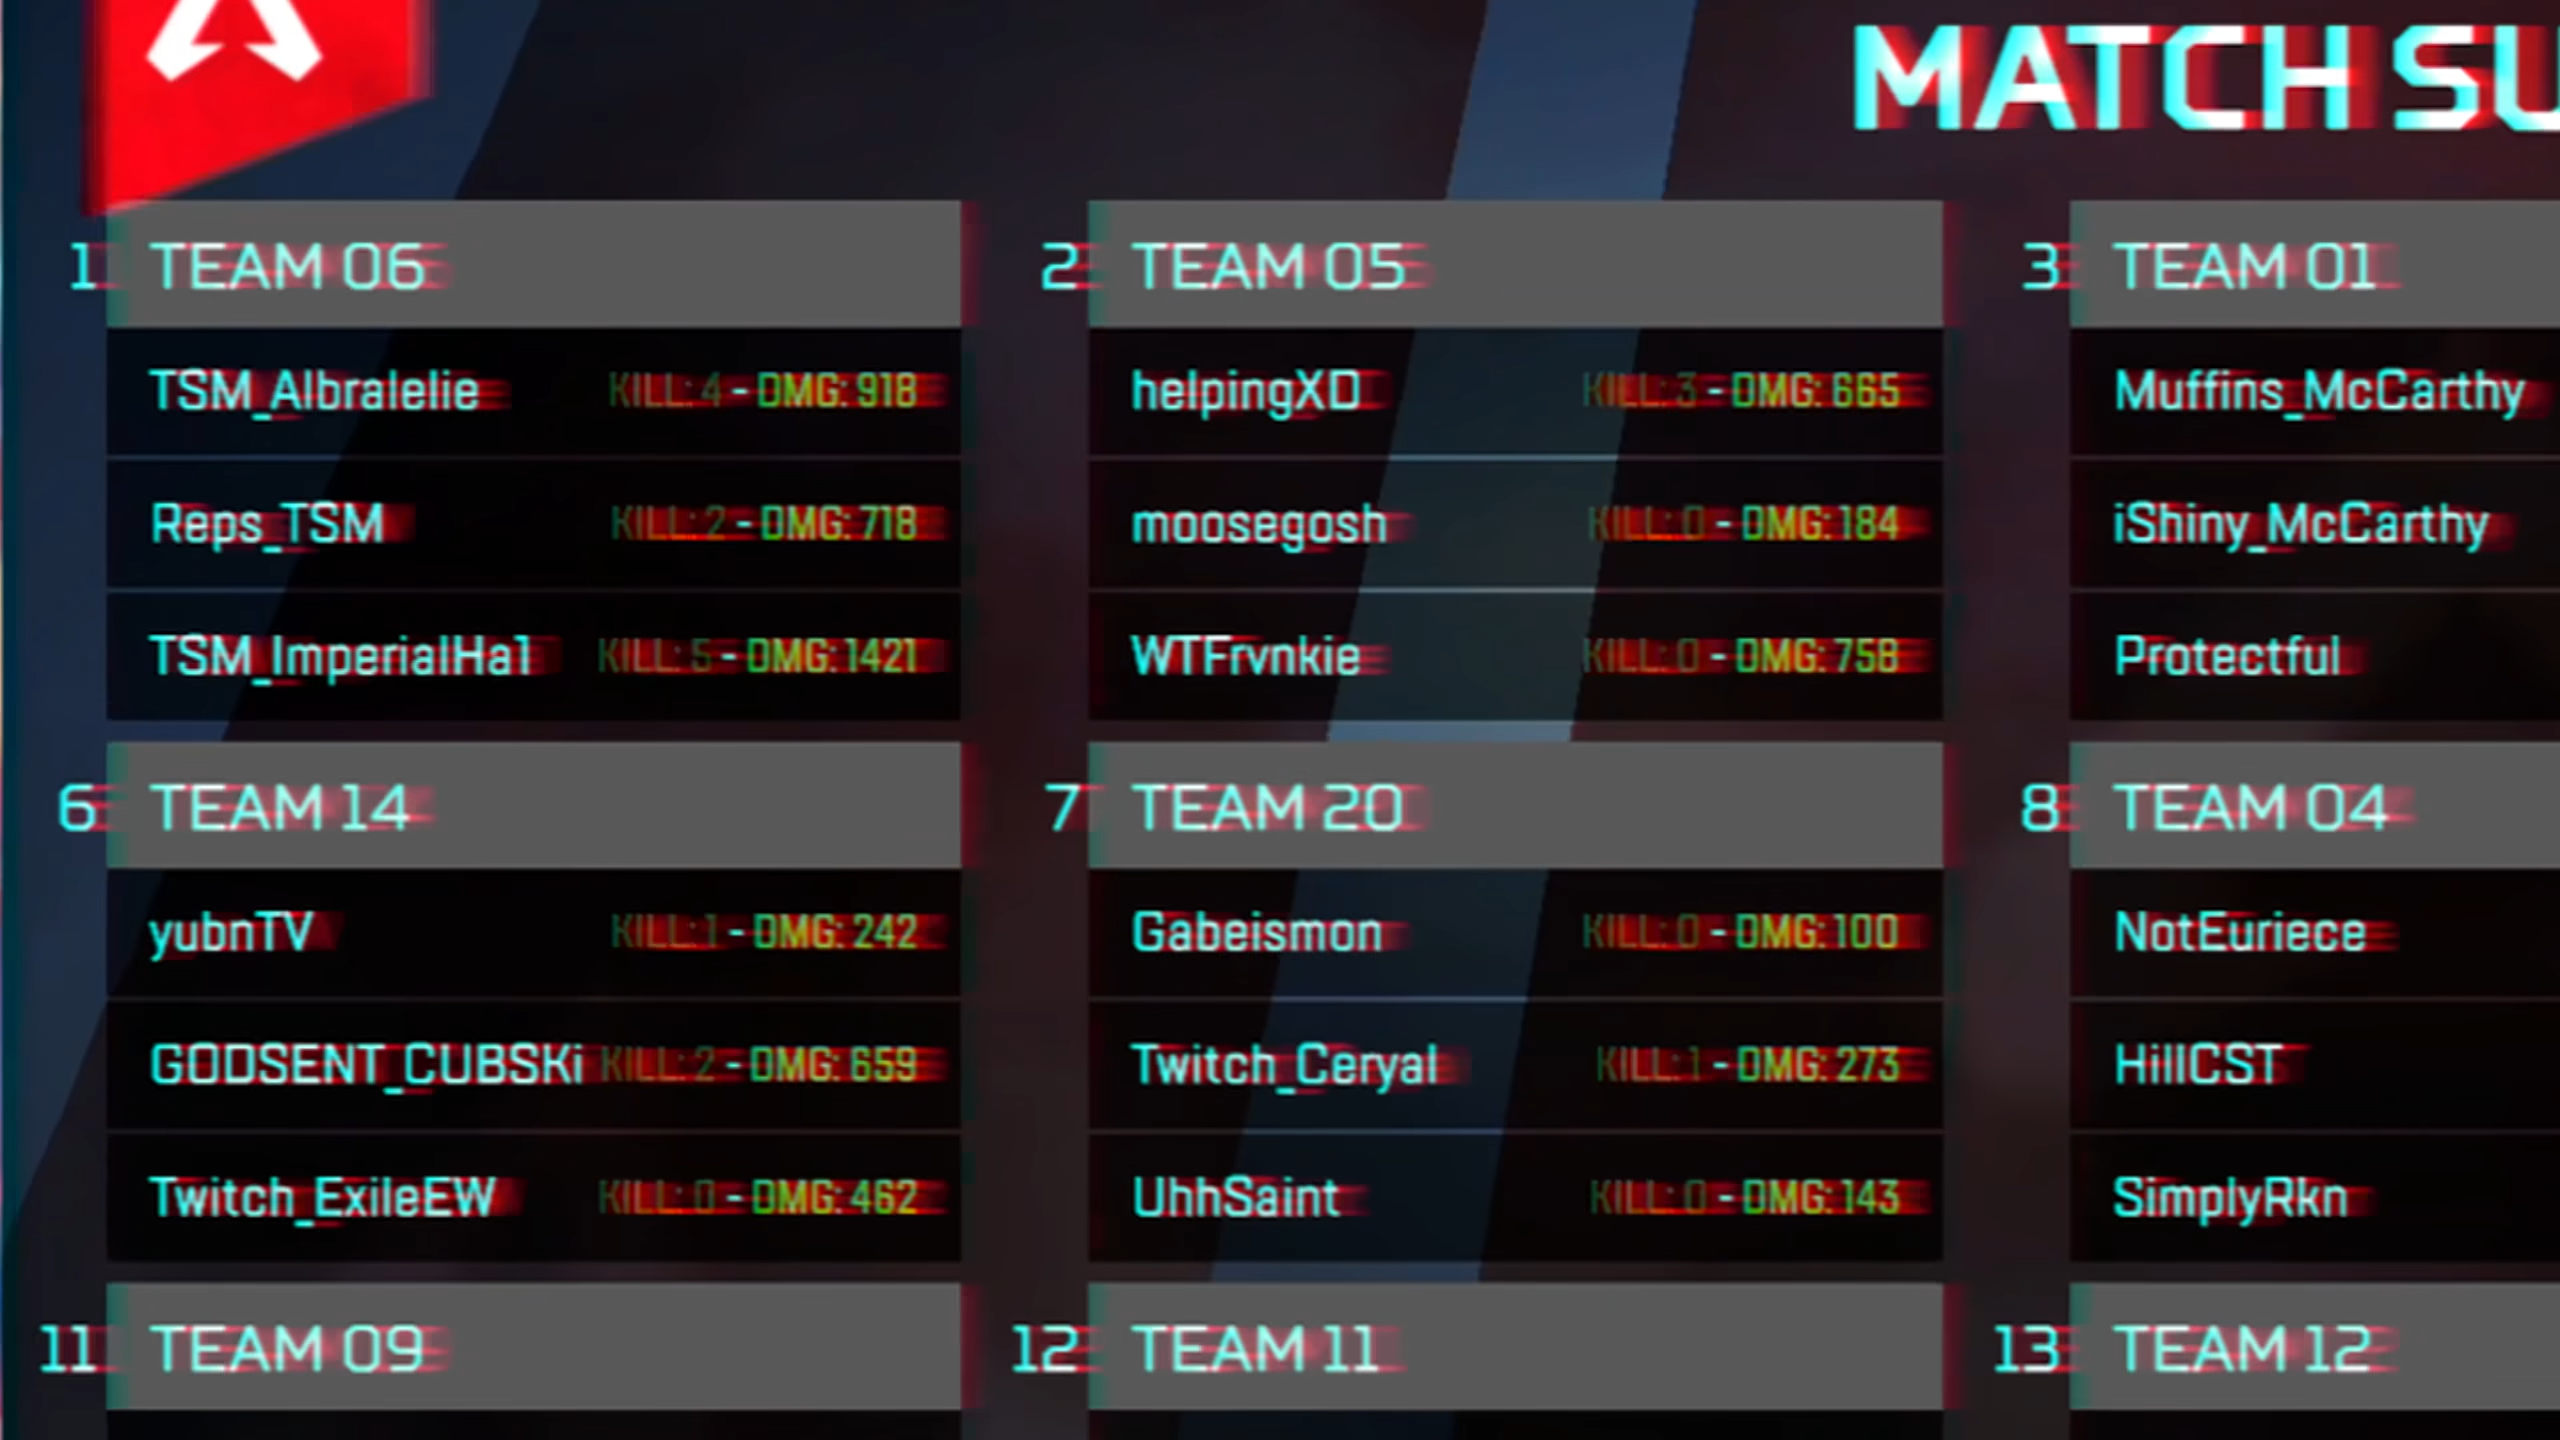 MATCH SU
1 TEAM 06
TSM_Albralelie KILL: 4 - DMG: 918
Reps_TSM KILL: 2 - DMG: 718
TSM_ImperialHal KILL: 5 - DMG: 1421
2 TEAM 05
helpingXD KILL: 3 - DMG: 665
moosegosh KILL: 0 - DMG: 184
WTFrvnkie KILL: 0 - DMG: 758
3 TEAM 01
Muffins_McCarthy
iShiny_McCarthy
Protectful
6 TEAM 14
yubnTV KILL: 1 - DMG: 242
GODSENT_CUBSKi KILL: 2 - DMG: 659
Twitch_ExileEW KILL: 0 - DMG: 462
7 TEAM 20
Gabeismon KILL: 0 - DMG: 100
Twitch_Ceryal KILL: 1 - DMG: 273
UhhSaint KILL: 0 - DMG: 143
8 TEAM 04
NotEuriece
HillCST
SimplyRkn
11 TEAM 09
12 TEAM 11
13 TEAM 12